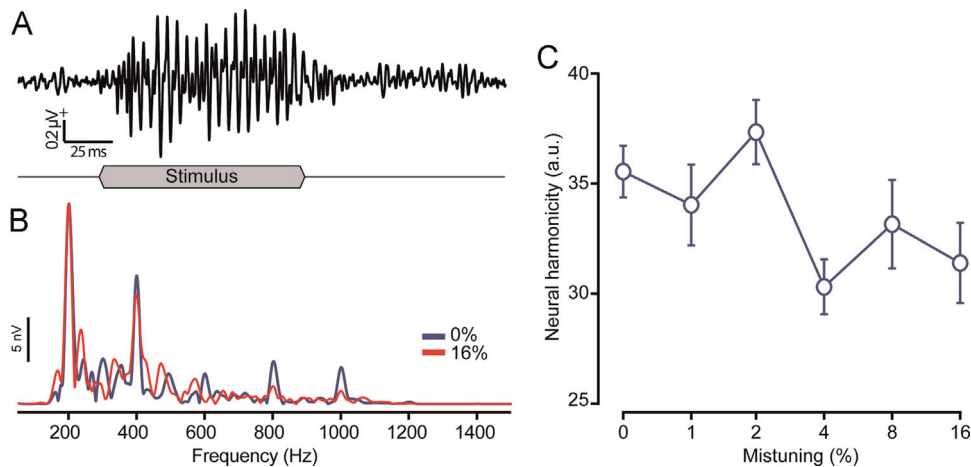 A
0.2 µV
+
25 ms
Stimulus
B
5 nV
0%
16%
200 400 600 800 1000 1200 1400
Frequency (Hz)
C
Neural harmonicity (a.u.)
40
35
30
25
0 1 2 4 8 16
Mistuning (%)